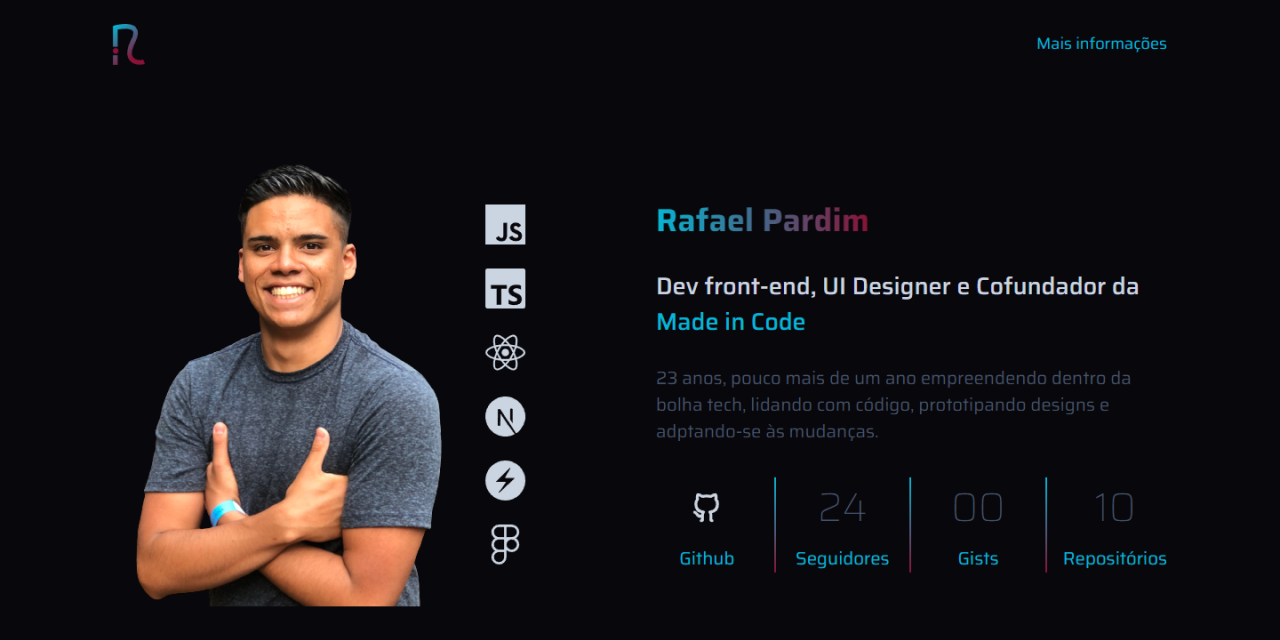 Mais informações
JS
TS
N
Rafael Pardim
Dev front-end, UI Designer e Cofundador da
Made in Code
23 anos, pouco mais de um ano empreendendo dentro da
bolha tech, lidando com código, prototipando designs e
adptando-se às mudanças.
24
00
10
Github
Seguidores
Gists
Repositórios